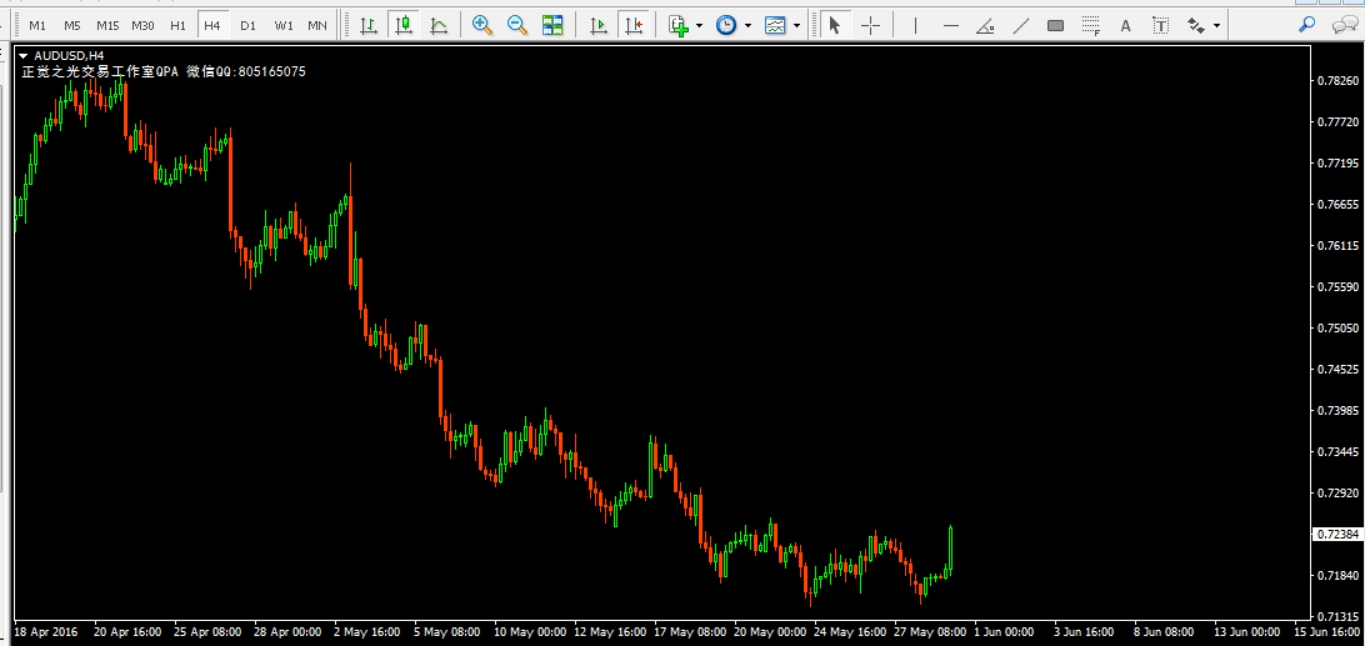 M1 M5 M15 M30 H1 H4 D1 W1 MN
F A T
AUDUSD,H4
正觉之光交易工作室QPA 微信QQ:805165075
0.78260
0.77720
0.77195
0.76655
0.76115
0.75590
0.75050
0.74525
0.73985
0.73445
0.72920
0.72384
0.71840
0.71315
18 Apr 2016 20 Apr 16:00 25 Apr 08:00 28 Apr 00:00 2 May 16:00 5 May 08:00 10 May 00:00 12 May 16:00 17 May 08:00 20 May 00:00 24 May 16:00 27 May 08:00 1 Jun 00:00 3 Jun 16:00 8 Jun 08:00 13 Jun 00:00 15 Jun 16:00